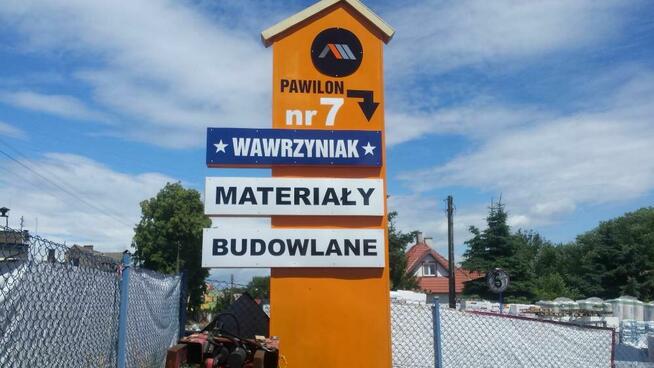 PAWILON
nr 7
WAWRZYNIAK
MATERIAŁY
BUDOWLANE